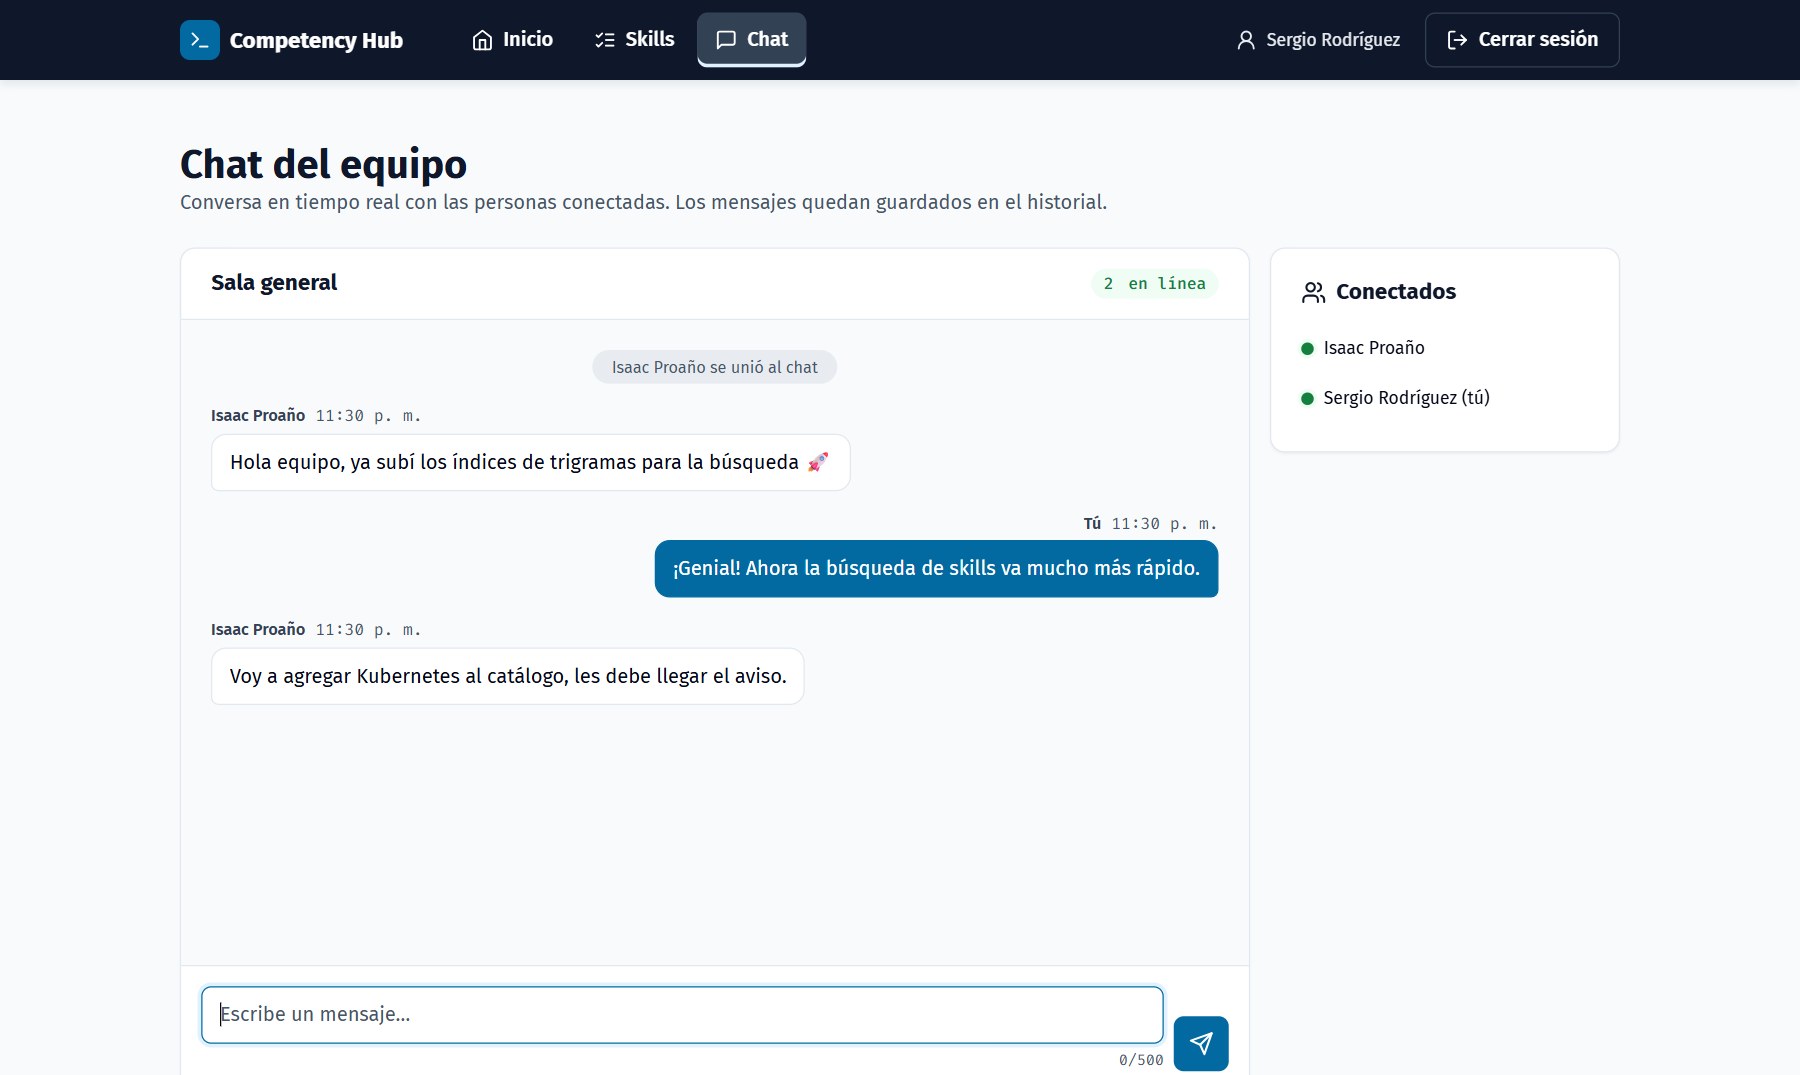 Competency Hub
Inicio
Skills
Chat
Sergio Rodríguez
Cerrar sesión
Chat del equipo
Conversa en tiempo real con las personas conectadas. Los mensajes quedan guardados en el historial.
Sala general
2 en línea
Isaac Proaño se unió al chat
Isaac Proaño 11:30 p. m.
Hola equipo, ya subí los índices de trigramas para la búsqueda 🚀
Tú 11:30 p. m.
¡Genial! Ahora la búsqueda de skills va mucho más rápido.
Isaac Proaño 11:30 p. m.
Voy a agregar Kubernetes al catálogo, les debe llegar el aviso.
Escribe un mensaje...
0/500
Conectados
Isaac Proaño
Sergio Rodríguez (tú)